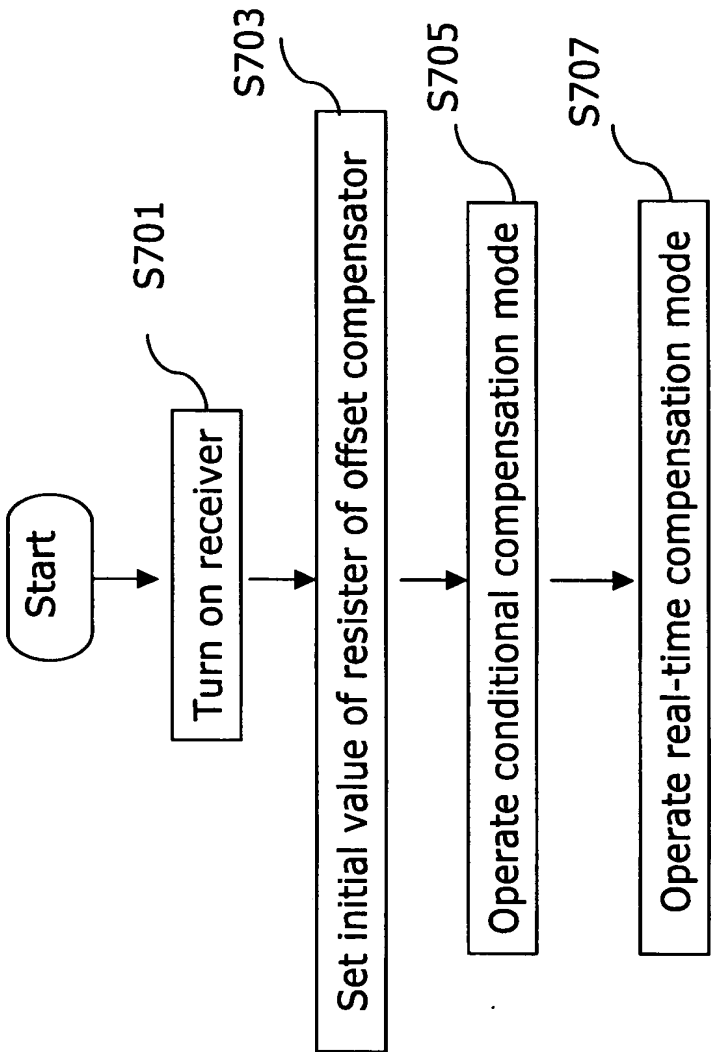 Start
Turn on receiver
S701
Set initial value of resister of offset compensator
S703
Operate conditional compensation mode
S705
Operate real-time compensation mode
S707